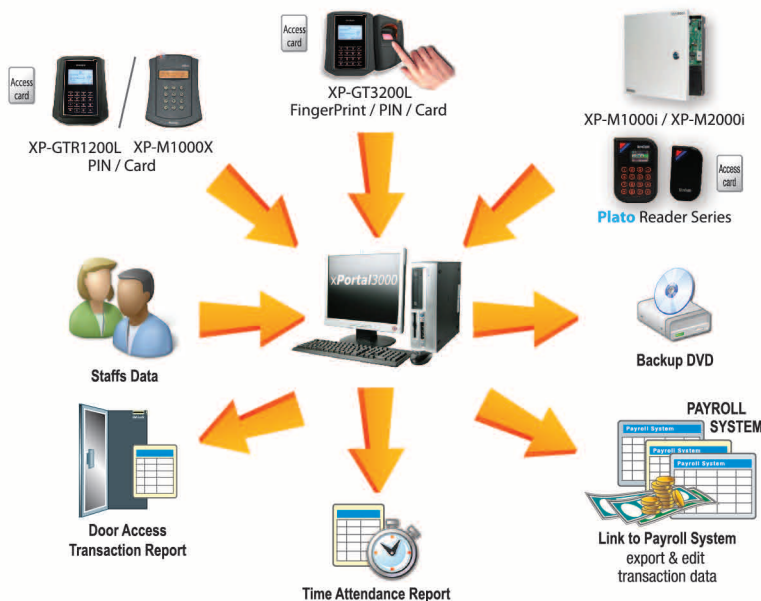 Access
card
XP-GTR1200L
XP-M1000X
PIN / Card
Access
card
XP-GT3200L
FingerPrint / PIN / Card
XP-M1000i / XP-M2000i
Access
card
Plato Reader Series
Staffs Data
xPortal3000
Backup DVD
Door Access
Transaction Report
Time Attendance Report
PAYROLL
SYSTEM
Payroll System
Payroll System
Payroll System
Link to Payroll System
export & edit
transaction data